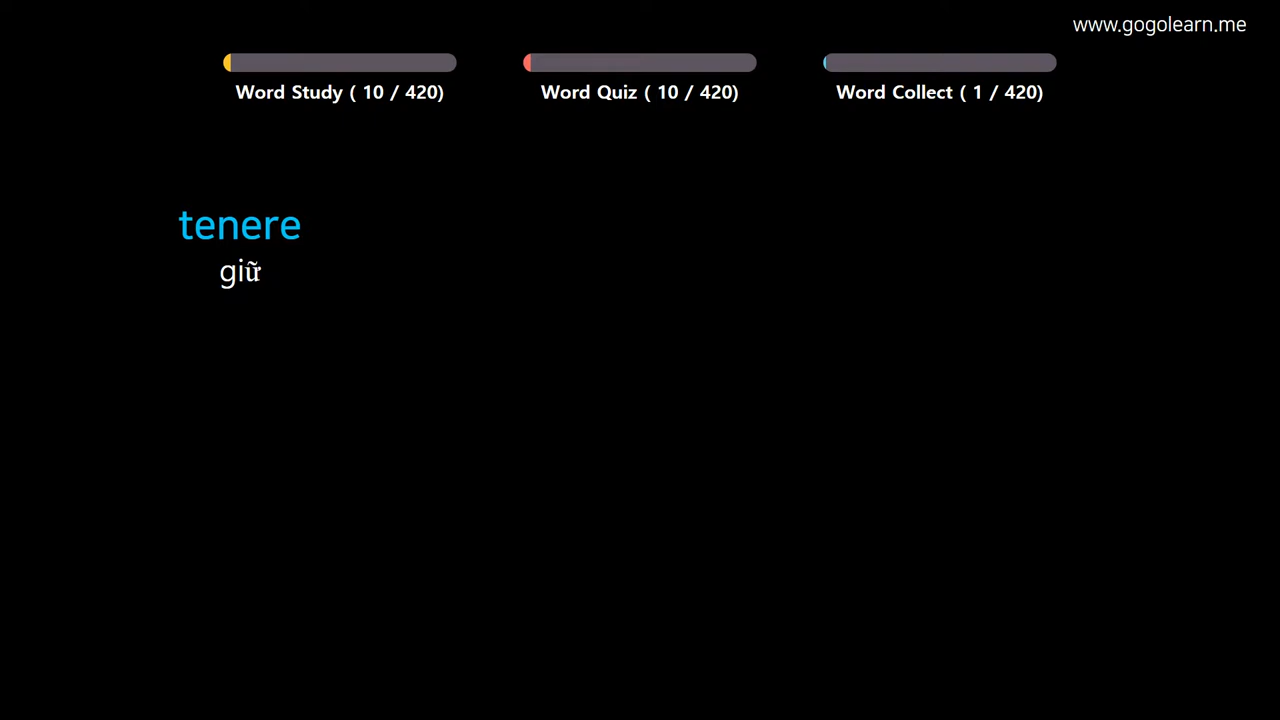 www.gogolearn.me
Word Study ( 10 / 420)
Word Quiz ( 10 / 420)
Word Collect ( 1 / 420)
tenere
giữ